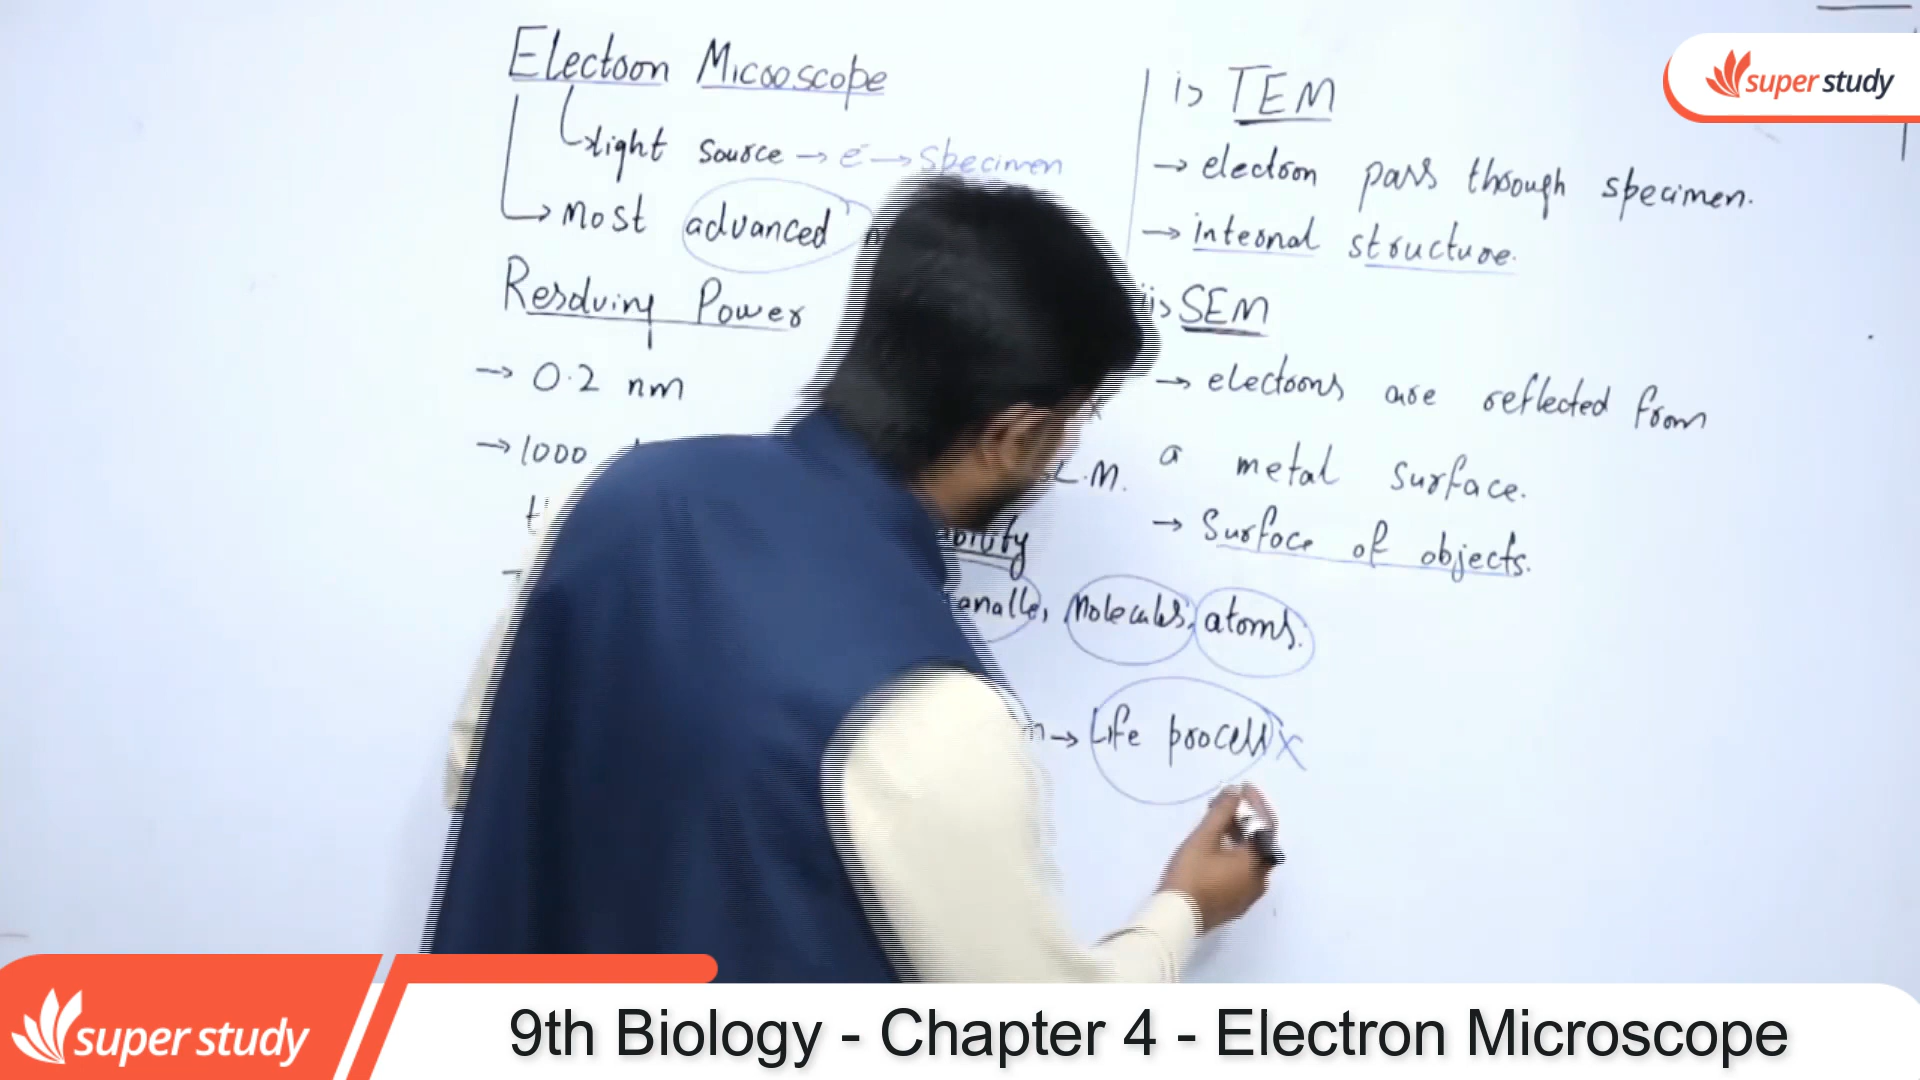 Electron Microscope
light source → e⁻ → specimen
→ most advanced
Resolving Power
→ 0.2 nm
→ 1000
L.M.
bility
analle, Molecules, atoms.
→ Life process X
i> TEM
→ electron pass through specimen.
→ internal structure.
ii> SEM
→ electrons are reflected from
a metal surface.
→ Surface of objects.
super study
super study
9th Biology - Chapter 4 - Electron Microscope